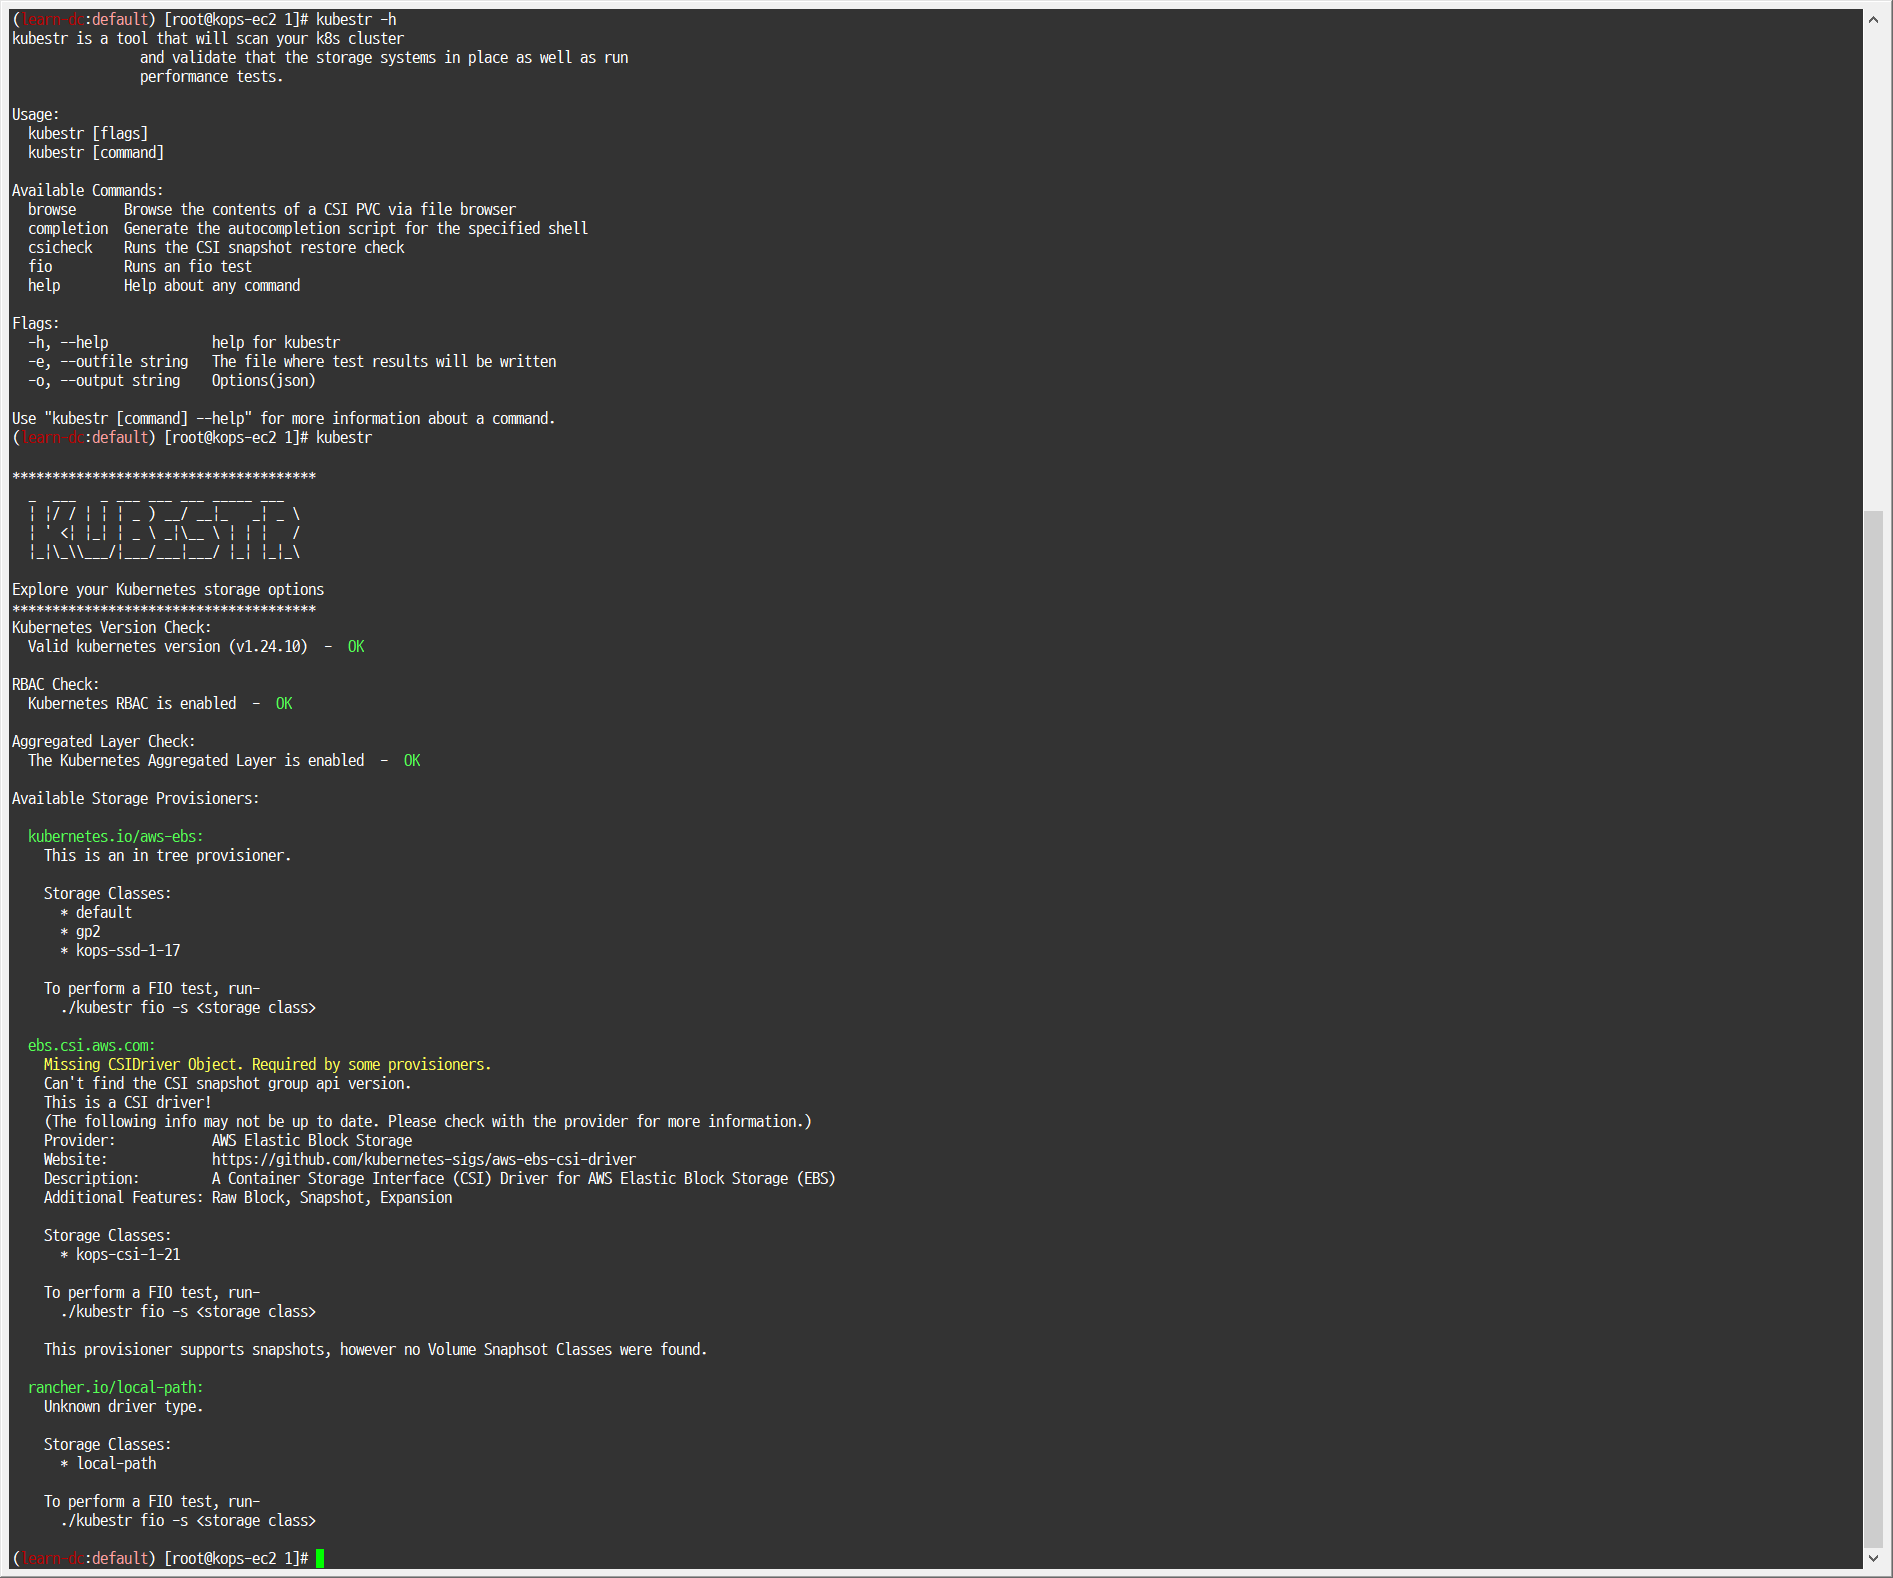 (learn-dc:default) [root@kops-ec2 1]# kubestr -h
kubestr is a tool that will scan your k8s cluster
                and validate that the storage systems in place as well as run
                performance tests.

Usage:
  kubestr [flags]
  kubestr [command]

Available Commands:
  browse      Browse the contents of a CSI PVC via file browser
  completion  Generate the autocompletion script for the specified shell
  csicheck    Runs the CSI snapshot restore check
  fio         Runs an fio test
  help        Help about any command

Flags:
  -h, --help             help for kubestr
  -e, --outfile string   The file where test results will be written
  -o, --output string    Options(json)

Use "kubestr [command] --help" for more information about a command.
(learn-dc:default) [root@kops-ec2 1]# kubestr

**************************************
  _  ___   _ ___ ___ ___ _____ ___
  | |/ / | | | _ ) __/ __|_   _| _ \
  | ' <| |_| | _ \ _|\__ \ | | |   /
  |_|\_\\___/|___/___|___/ |_| |_|_\

Explore your Kubernetes storage options
**************************************
Kubernetes Version Check:
  Valid kubernetes version (v1.24.10)  -  OK

RBAC Check:
  Kubernetes RBAC is enabled  -  OK

Aggregated Layer Check:
  The Kubernetes Aggregated Layer is enabled  -  OK

Available Storage Provisioners:

  kubernetes.io/aws-ebs:
    This is an in tree provisioner.

    Storage Classes:
      * default
      * gp2
      * kops-ssd-1-17

    To perform a FIO test, run-
      ./kubestr fio -s <storage class>

  ebs.csi.aws.com:
    Missing CSIDriver Object. Required by some provisioners.
    Can't find the CSI snapshot group api version.
    This is a CSI driver!
    (The following info may not be up to date. Please check with the provider for more information.)
    Provider:            AWS Elastic Block Storage
    Website:             https://github.com/kubernetes-sigs/aws-ebs-csi-driver
    Description:         A Container Storage Interface (CSI) Driver for AWS Elastic Block Storage (EBS)
    Additional Features: Raw Block, Snapshot, Expansion

    Storage Classes:
      * kops-csi-1-21

    To perform a FIO test, run-
      ./kubestr fio -s <storage class>

    This provisioner supports snapshots, however no Volume Snaphsot Classes were found.

  rancher.io/local-path:
    Unknown driver type.

    Storage Classes:
      * local-path

    To perform a FIO test, run-
      ./kubestr fio -s <storage class>

(learn-dc:default) [root@kops-ec2 1]#